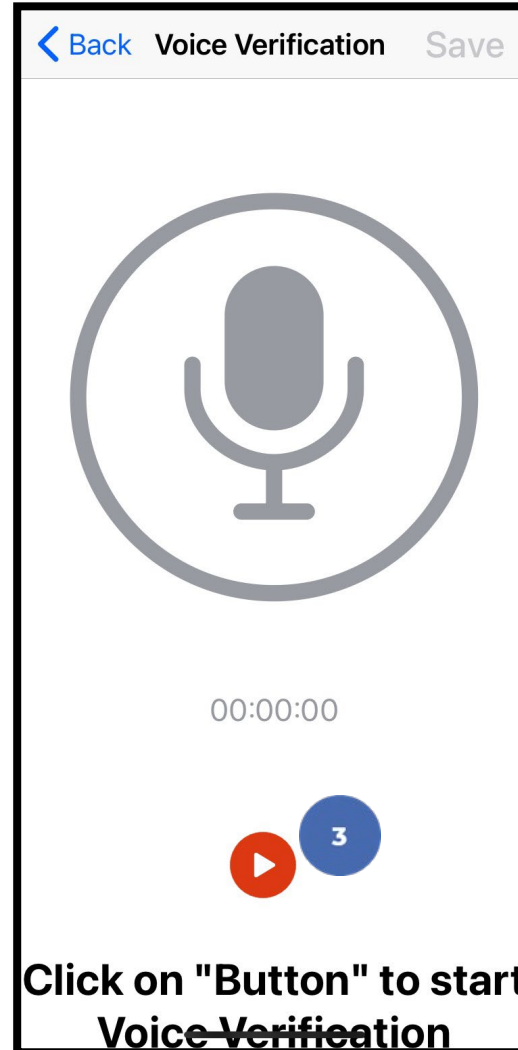 Back Voice Verification Save
00:00:00
3
Click on "Button" to start
Voice Verification